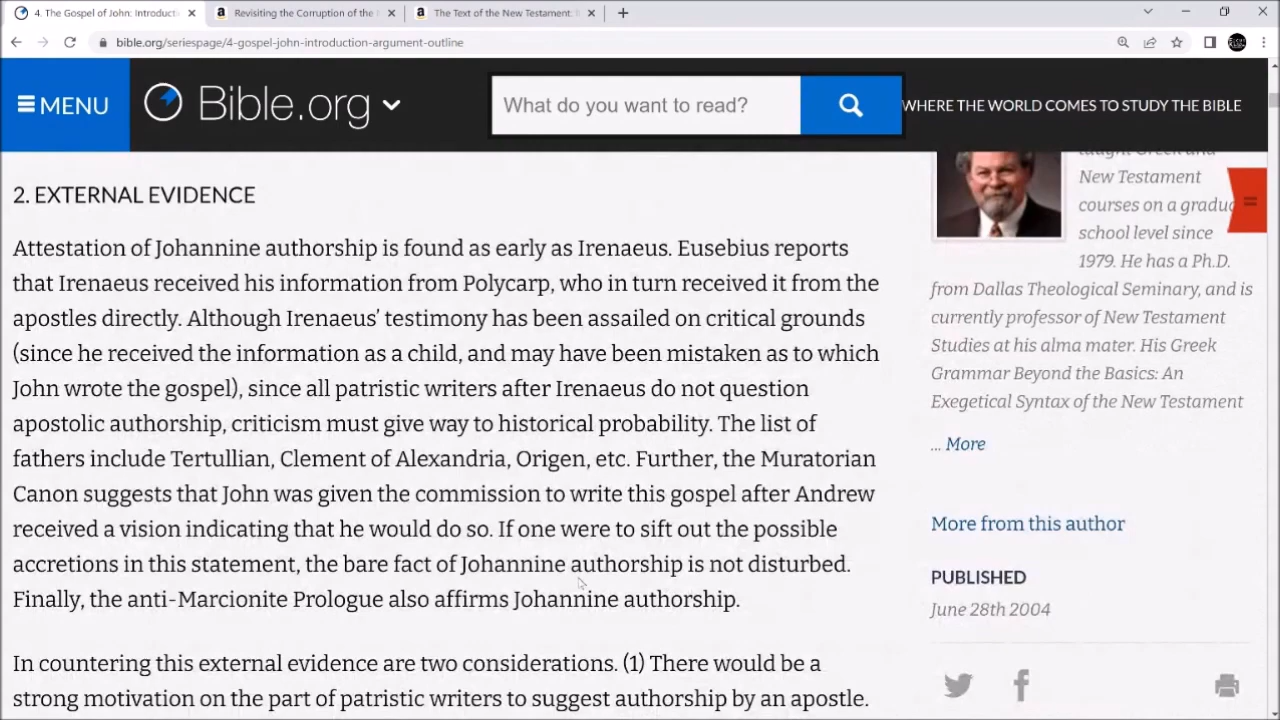 4. The Gospel of John: Introducti
Revisiting the Corruption of the
The Text of the New Testament:
bible.org/seriespage/4-gospel-john-introduction-argument-outline
MENU
Bible.org
What do you want to read?
WHERE THE WORLD COMES TO STUDY THE BIBLE
2. EXTERNAL EVIDENCE
Attestation of Johannine authorship is found as early as Irenaeus. Eusebius reports
that Irenaeus received his information from Polycarp, who in turn received it from the
apostles directly. Although Irenaeus’ testimony has been assailed on critical grounds
(since he received the information as a child, and may have been mistaken as to which
John wrote the gospel), since all patristic writers after Irenaeus do not question
apostolic authorship, criticism must give way to historical probability. The list of
fathers include Tertullian, Clement of Alexandria, Origen, etc. Further, the Muratorian
Canon suggests that John was given the commission to write this gospel after Andrew
received a vision indicating that he would do so. If one were to sift out the possible
accretions in this statement, the bare fact of Johannine authorship is not disturbed.
Finally, the anti-Marcionite Prologue also affirms Johannine authorship.
In countering this external evidence are two considerations. (1) There would be a
strong motivation on the part of patristic writers to suggest authorship by an apostle.
taught Greek and
New Testament
courses on a gradua
school level since
1979. He has a Ph.D.
from Dallas Theological Seminary, and is
currently professor of New Testament
Studies at his alma mater. His Greek
Grammar Beyond the Basics: An
Exegetical Syntax of the New Testament
... More
More from this author
PUBLISHED
June 28th 2004